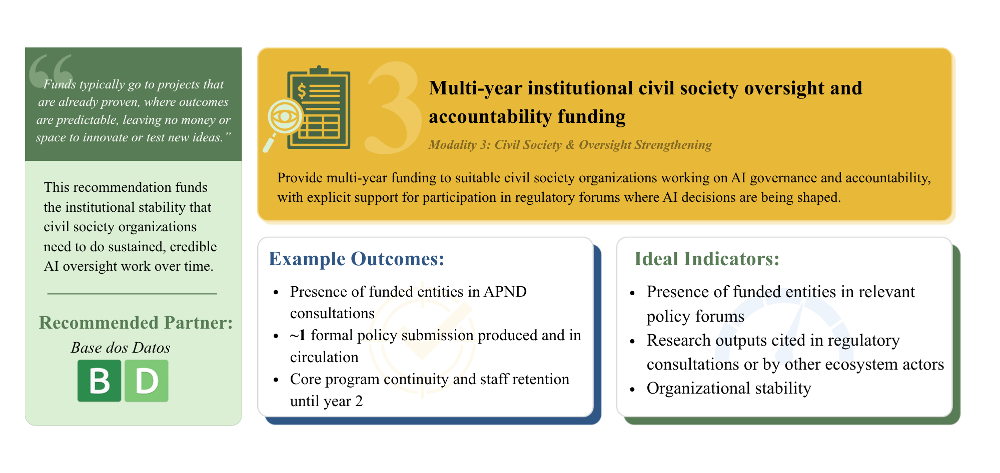 “
Funds typically go to projects that
are already proven, where outcomes
are predictable, leaving no money or
space to innovate or test new ideas.”
This recommendation funds
the institutional stability that
civil society organizations
need to do sustained, credible
AI oversight work over time.
Recommended Partner:
Base dos Datos
B D
3
$
Multi-year institutional civil society oversight and
accountability funding
Modality 3: Civil Society & Oversight Strengthening
Provide multi-year funding to suitable civil society organizations working on AI governance and accountability,
with explicit support for participation in regulatory forums where AI decisions are being shaped.
Example Outcomes:
• Presence of funded entities in APND
consultations
• ~1 formal policy submission produced and in
circulation
• Core program continuity and staff retention
until year 2
Ideal Indicators:
• Presence of funded entities in relevant
policy forums
• Research outputs cited in regulatory
consultations or by other ecosystem actors
• Organizational stability